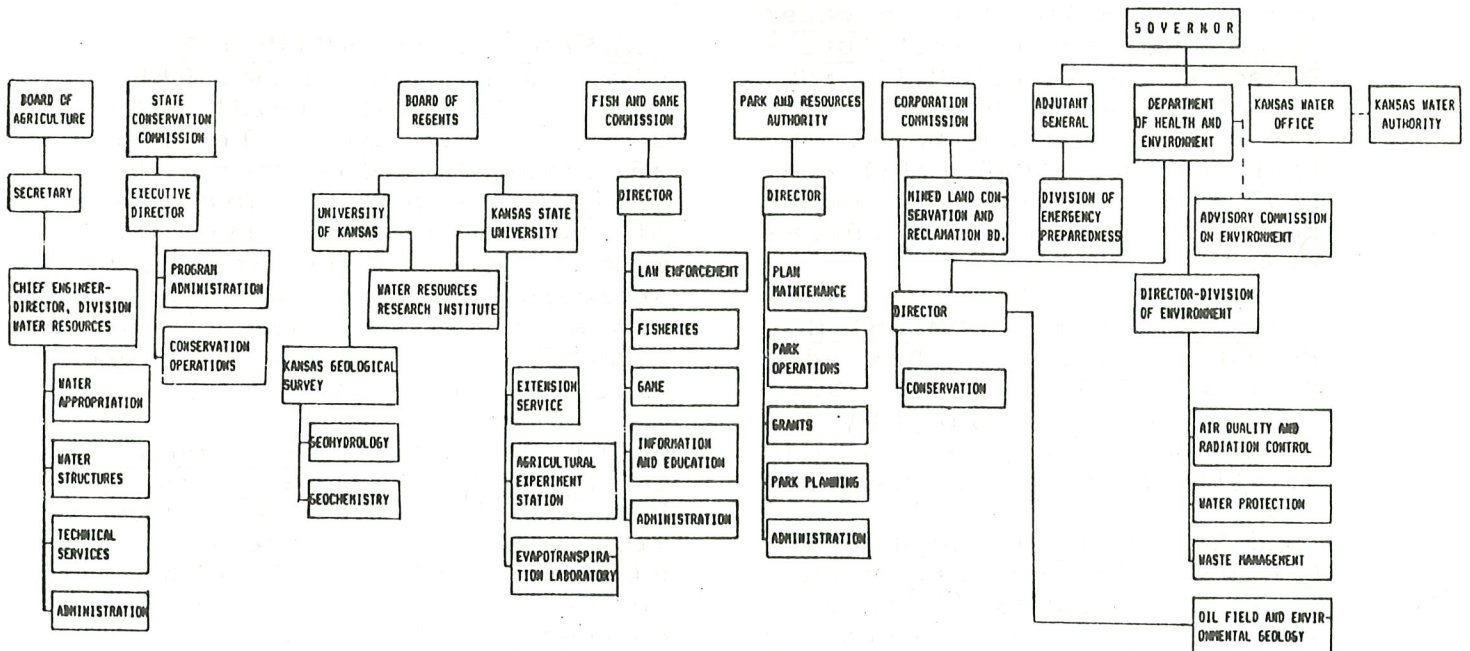 GOVERNOR
BOARD OF
AGRICULTURE
STATE
CONSERVATION
COMMISSION
BOARD OF
REGENTS
FISH AND GAME
COMMISSION
PARK AND RESOURCES
AUTHORITY
CORPORATION
COMMISSION
ADJUTANT
GENERAL
DEPARTMENT
OF HEALTH AND
ENVIRONMENT
KANSAS WATER
OFFICE
KANSAS WATER
AUTHORITY
SECRETARY
EXECUTIVE
DIRECTOR
UNIVERSITY
OF KANSAS
KANSAS STATE
UNIVERSITY
DIRECTOR
DIRECTOR
MINED LAND CON-
SERVATION AND
RECLAMATION BD.
DIVISION OF
EMERGENCY
PREPAREDNESS
ADVISORY COMMISSION
ON ENVIRONMENT
CHIEF ENGINEER-
DIRECTOR, DIVISION
WATER RESOURCES
PROGRAM
ADMINISTRATION
CONSERVATION
OPERATIONS
WATER RESOURCES
RESEARCH INSTITUTE
LAW ENFORCEMENT
FISHERIES
GAME
INFORMATION
AND EDUCATION
ADMINISTRATION
PLAN
MAINTENANCE
PARK
OPERATIONS
GRANTS
PARK PLANNING
ADMINISTRATION
DIRECTOR
CONSERVATION
DIRECTOR-DIVISION
OF ENVIRONMENT
WATER
APPROPRIATION
WATER
STRUCTURES
TECHNICAL
SERVICES
ADMINISTRATION
KANSAS GEOLOGICAL
SURVEY
GEOHYDROLOGY
GEOCHEMISTRY
EXTENSION
SERVICE
AGRICULTURAL
EXPERIMENT
STATION
EVAPOTRANSPIRA-
TION LABORATORY
AIR QUALITY AND
RADIATION CONTROL
WATER PROTECTION
WASTE MANAGEMENT
OIL FIELD AND ENVIR-
ONMENTAL GEOLOGY